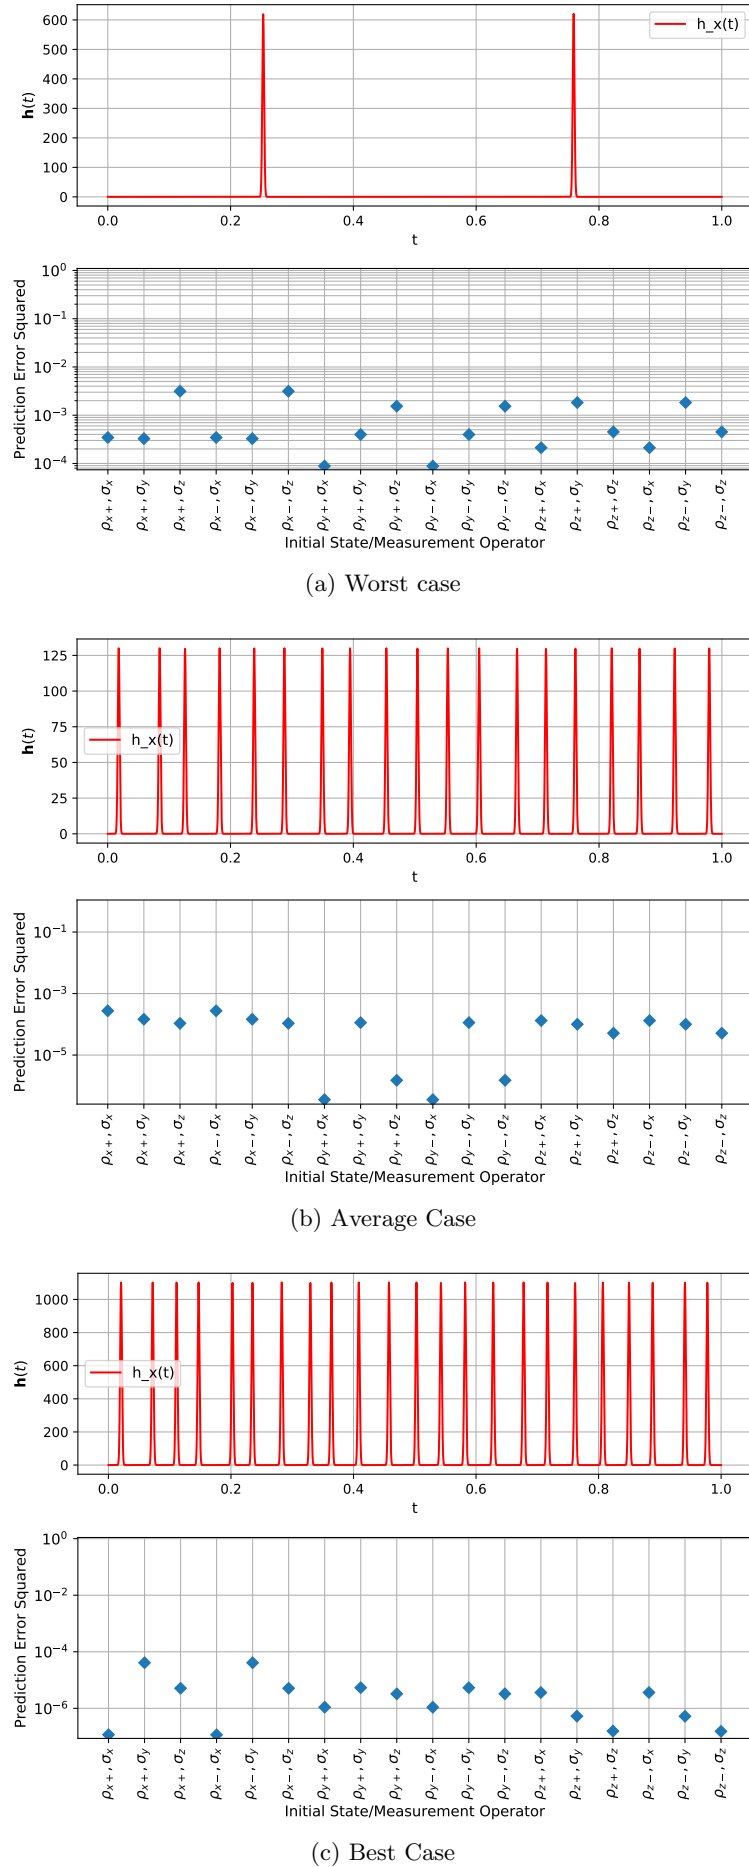 600
500
400
300
200
100
0
h(t)
h_x(t)
0.0 0.2 0.4 0.6 0.8 1.0
t
10⁰
10⁻¹
10⁻²
10⁻³
10⁻⁴
Prediction Error Squared
ρx+, σx
ρx+, σy
ρx+, σz
ρx−, σx
ρx−, σy
ρx−, σz
ρy+, σx
ρy+, σy
ρy+, σz
ρy−, σx
ρy−, σy
ρy−, σz
ρz+, σx
ρz+, σy
ρz+, σz
ρz−, σx
ρz−, σy
ρz−, σz
Initial State/Measurement Operator
(a) Worst case
125
100
75
50
25
0
h(t)
h_x(t)
0.0 0.2 0.4 0.6 0.8 1.0
t
10⁻¹
10⁻³
10⁻⁵
Prediction Error Squared
ρx+, σx
ρx+, σy
ρx+, σz
ρx−, σx
ρx−, σy
ρx−, σz
ρy+, σx
ρy+, σy
ρy+, σz
ρy−, σx
ρy−, σy
ρy−, σz
ρz+, σx
ρz+, σy
ρz+, σz
ρz−, σx
ρz−, σy
ρz−, σz
Initial State/Measurement Operator
(b) Average Case
1000
800
600
400
200
0
h(t)
h_x(t)
0.0 0.2 0.4 0.6 0.8 1.0
t
10⁰
10⁻²
10⁻⁴
10⁻⁶
Prediction Error Squared
ρx+, σx
ρx+, σy
ρx+, σz
ρx−, σx
ρx−, σy
ρx−, σz
ρy+, σx
ρy+, σy
ρy+, σz
ρy−, σx
ρy−, σy
ρy−, σz
ρz+, σx
ρz+, σy
ρz+, σz
ρz−, σx
ρz−, σy
ρz−, σz
Initial State/Measurement Operator
(c) Best Case